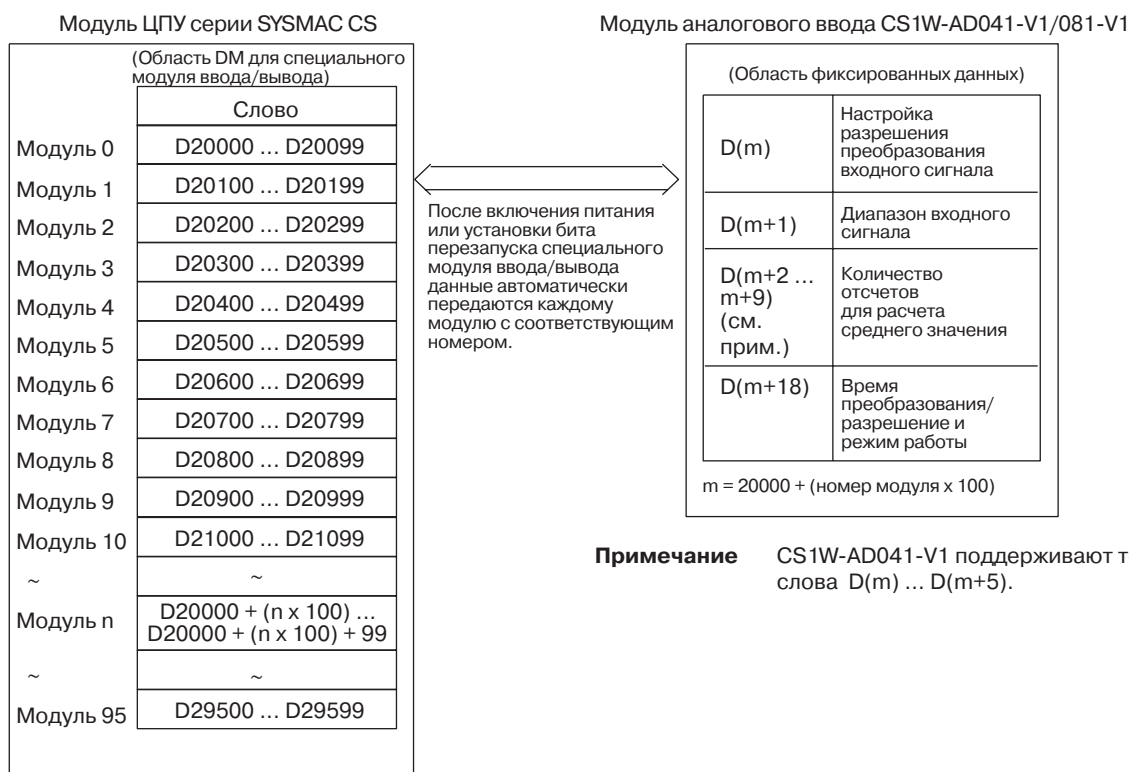 Модуль ЦПУ серии SYSMAC CS
(Область DM для специального
модуля ввода/вывода)
Слово
Модуль 0 D20000 ... D20099
Модуль 1 D20100 ... D20199
Модуль 2 D20200 ... D20299
Модуль 3 D20300 ... D20399
Модуль 4 D20400 ... D20499
Модуль 5 D20500 ... D20599
Модуль 6 D20600 ... D20699
Модуль 7 D20700 ... D20799
Модуль 8 D20800 ... D20899
Модуль 9 D20900 ... D20999
Модуль 10 D21000 ... D21099
~ ~
Модуль n D20000 + (n x 100) ...
D20000 + (n x 100) + 99
~ ~
Модуль 95 D29500 ... D29599
После включения питания
или установки бита
перезапуска специального
модуля ввода/вывода
данные автоматически
передаются каждому
модулю с соответствующим
номером.
Модуль аналогового ввода CS1W-AD041-V1/081-V1
(Область фиксированных данных)
D(m)
Настройка
разрешения
преобразования
входного сигнала
D(m+1)
Диапазон входного
сигнала
D(m+2 ...
m+9)
(см.
прим.)
Количество
отсчетов
для расчета
среднего значения
D(m+18)
Время
преобразования/
разрешение и
режим работы
m = 20000 + (номер модуля x 100)
Примечание CS1W-AD041-V1 поддерживают т
слова D(m) ... D(m+5).